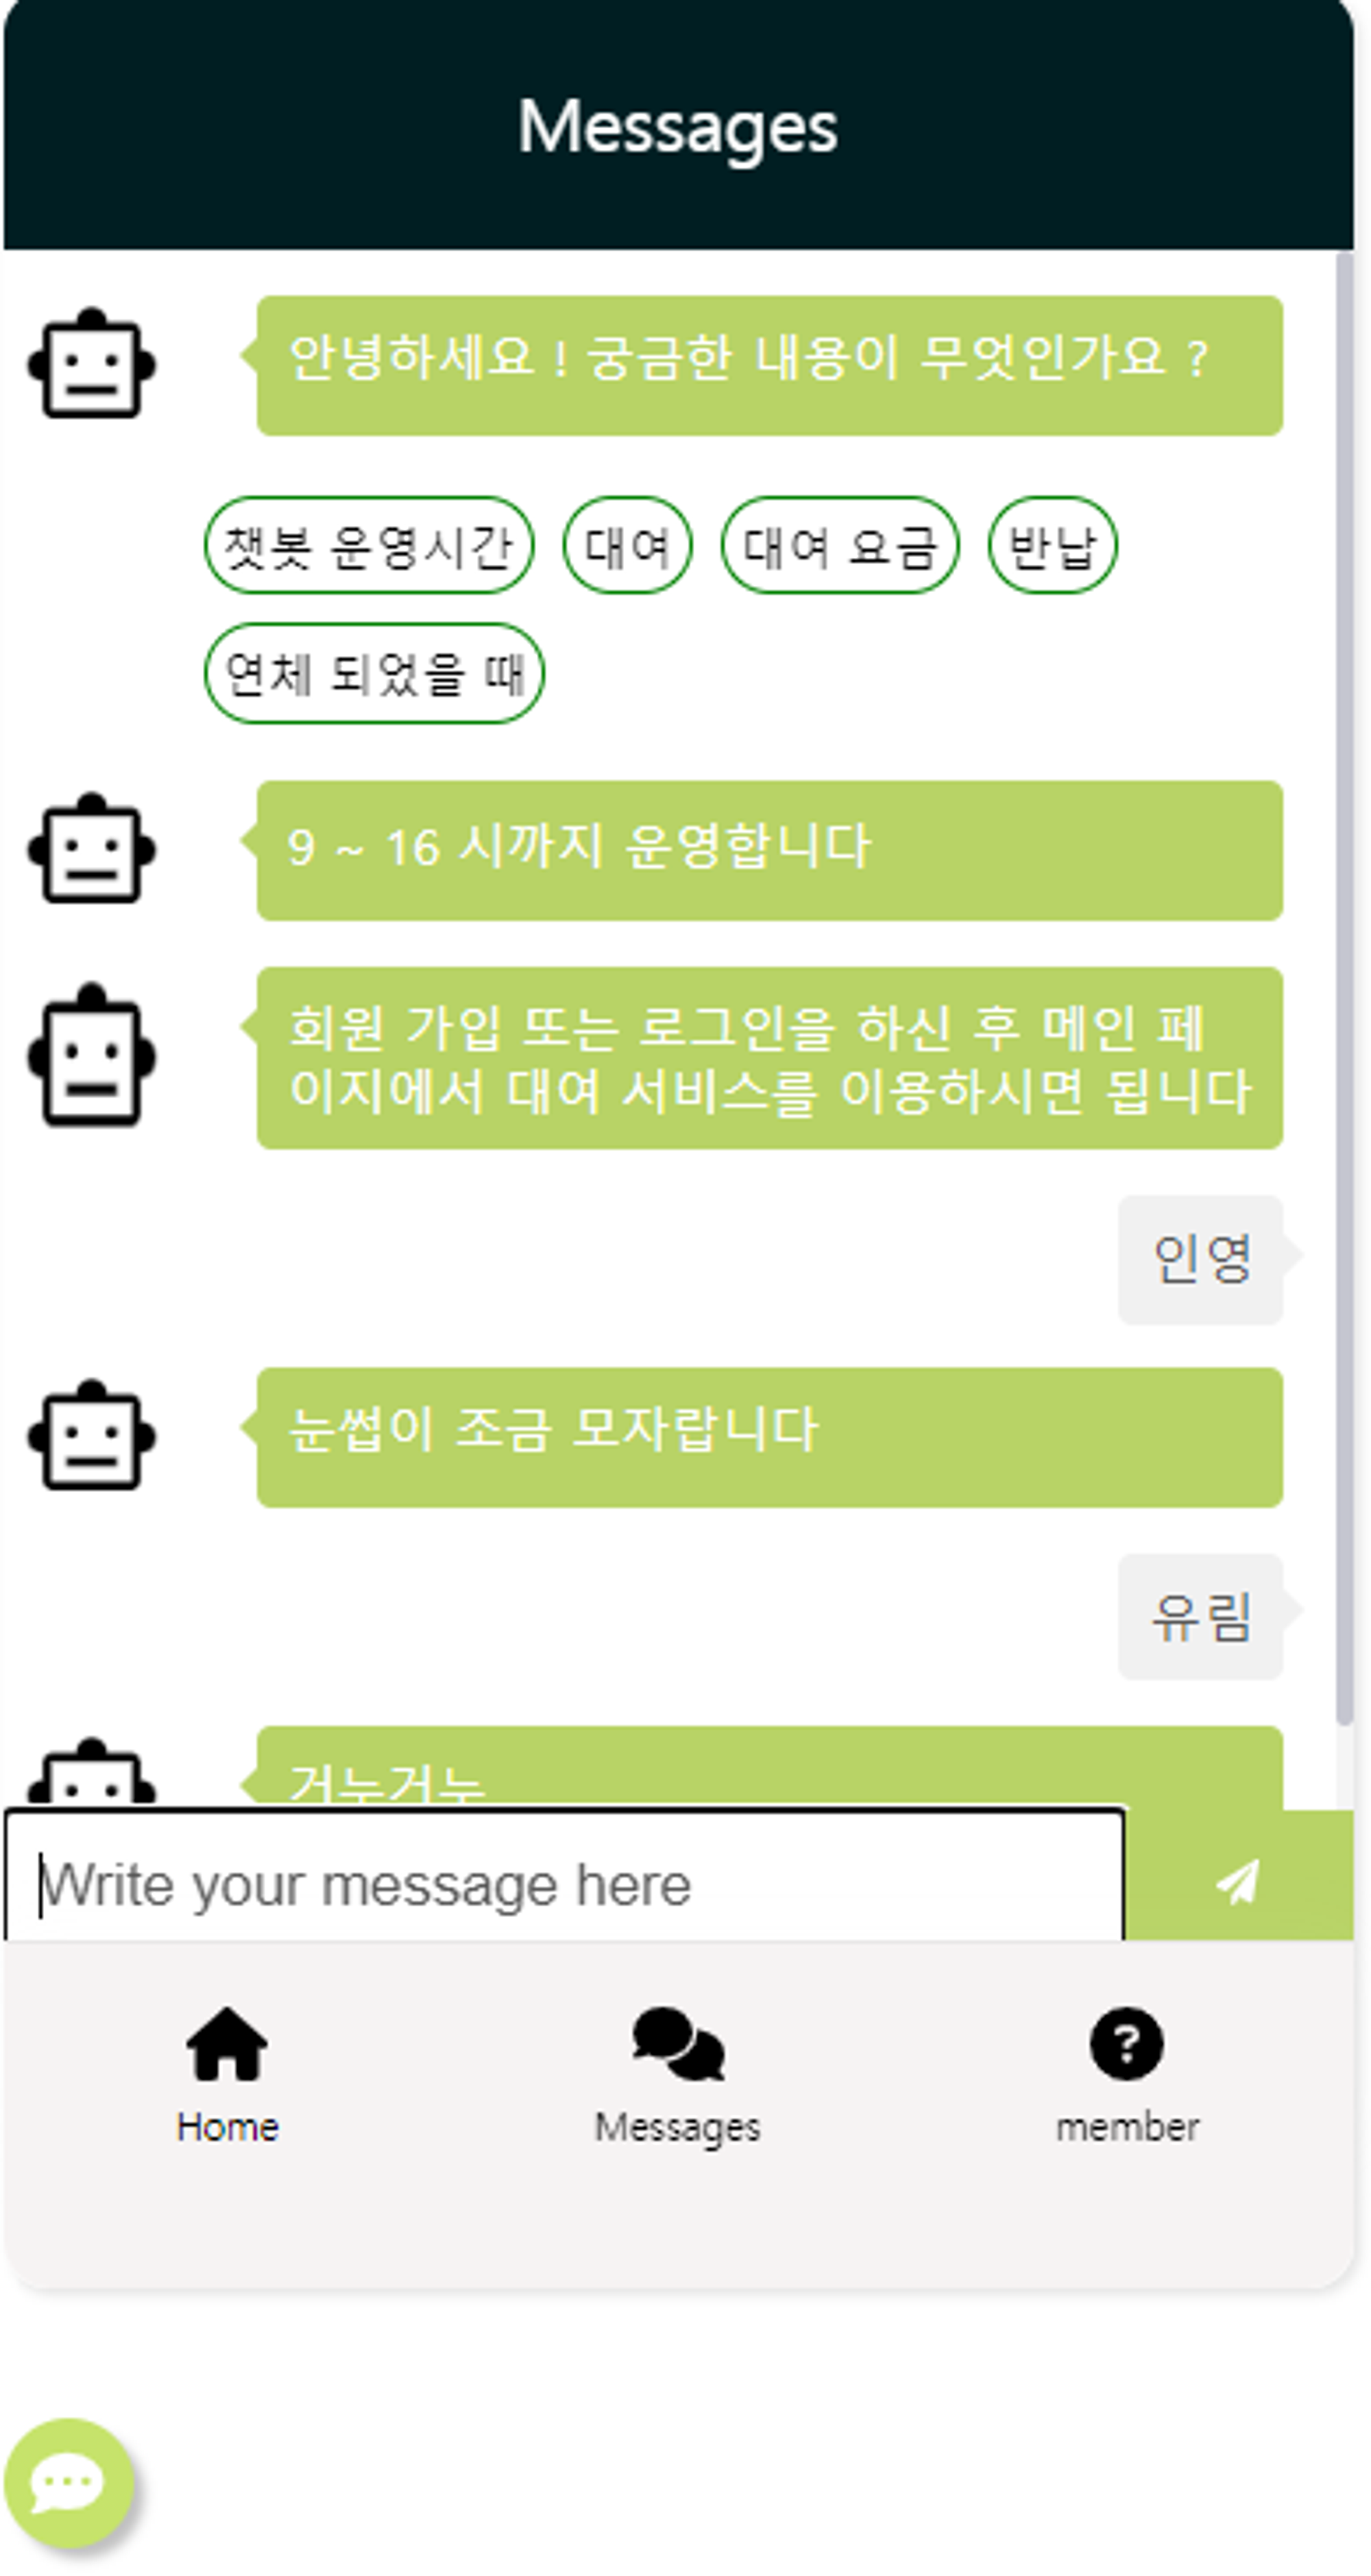 Messages
안녕하세요 ! 궁금한 내용이 무엇인가요 ?
챗봇 운영시간 대여 대여 요금 반납
연체 되었을 때
9 ~ 16 시까지 운영합니다
회원 가입 또는 로그인을 하신 후 메인 페
이지에서 대여 서비스를 이용하시면 됩니다
인영
눈썹이 조금 모자랍니다
유림
Write your message here
Home Messages member